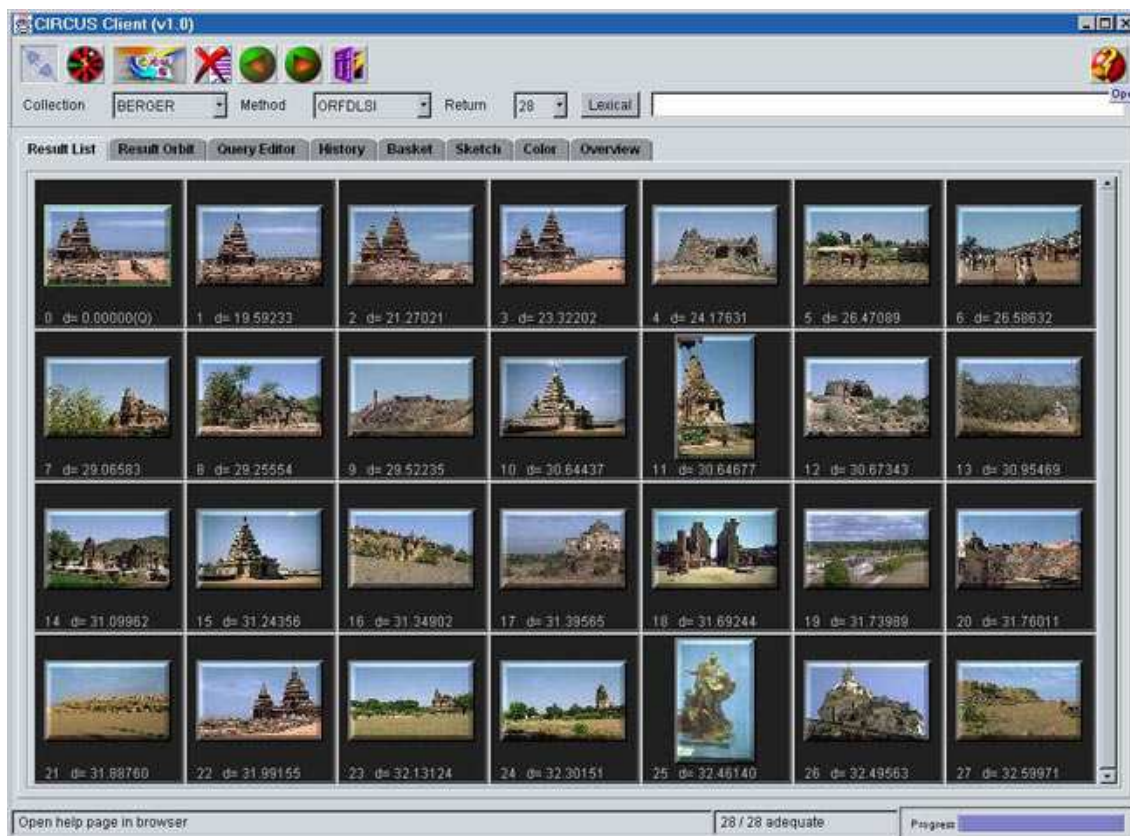 CIRCUS Client (v1.0)
Ope
Collection BERGER Method ORFDLSI Return 28 Lexical
Result List Result Orbit Query Editor History Basket Sketch Color Overview
0 d= 0.00000(Q) 1 d= 19.59233 2 d= 21.27021 3 d= 23.32202 4 d= 24.17631 5 d= 26.47089 6 d= 26.58632
7 d= 29.06583 8 d= 29.25554 9 d= 29.52235 10 d= 30.64437 11 d= 30.64677 12 d= 30.67343 13 d= 30.95469
14 d= 31.09962 15 d= 31.24356 16 d= 31.34902 17 d= 31.39565 18 d= 31.69244 19 d= 31.73989 20 d= 31.76011
21 d= 31.88760 22 d= 31.99155 23 d= 32.13124 24 d= 32.30151 25 d= 32.46140 26 d= 32.49563 27 d= 32.59971
Open help page in browser 28 / 28 adequate Progress